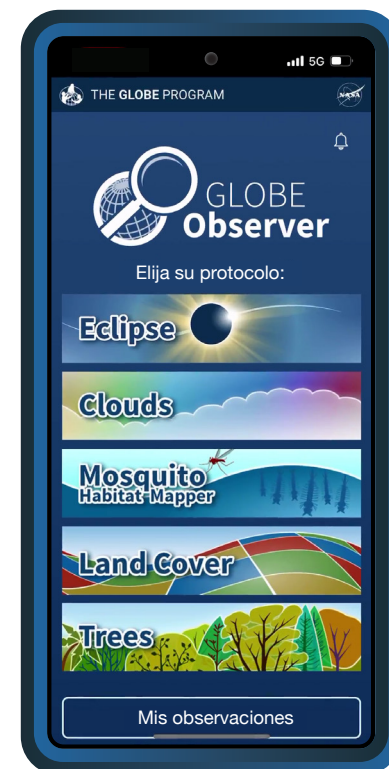 5G
THE GLOBE PROGRAM
NASA
GLOBE
Observer
Elija su protocolo:
Eclipse
Clouds
Mosquito
Habitat Mapper
Land Cover
Trees
Mis observaciones